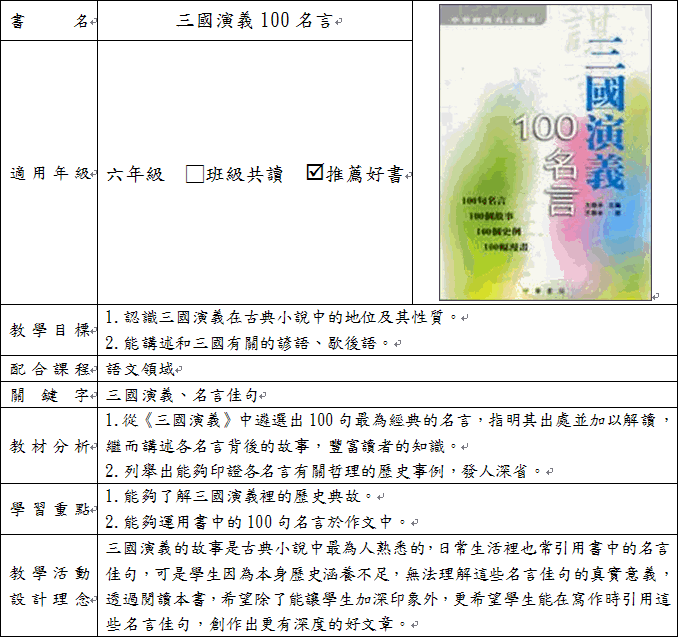 書名 三國演義 100 名言
適用年級 六年級 □班級共讀 ☑推薦好書
三國演義
100
名言
100句名言
100個故事
100個史例
100幅漫畫
中華書局
教學目標 1.認識三國演義在古典小說中的地位及其性質。
2.能講述和三國有關的諺語、歇後語。
配合課程 語文領域
關鍵字 三國演義、名言佳句
教材分析 1.從《三國演義》中遴選出 100 句最為經典的名言，指明其出處並加以解讀，
繼而講述各名言背後的故事，豐富讀者的知識。
2.列舉出能夠印證各名言有關哲理的歷史事例，發人深省。
學習重點 1.能夠了解三國演義裡的歷史典故。
2.能夠運用書中的 100 句名言於作文中。
教學活動
設計理念
三國演義的故事是古典小說中最為人熟悉的，日常生活裡也常引用書中的名言
佳句，可是學生因為本身歷史涵養不足，無法理解這些名言佳句的真實意義，
透過閱讀本書，希望除了能讓學生加深印象外，更希望學生能在寫作時引用這
些名言佳句，創作出更有深度的好文章。